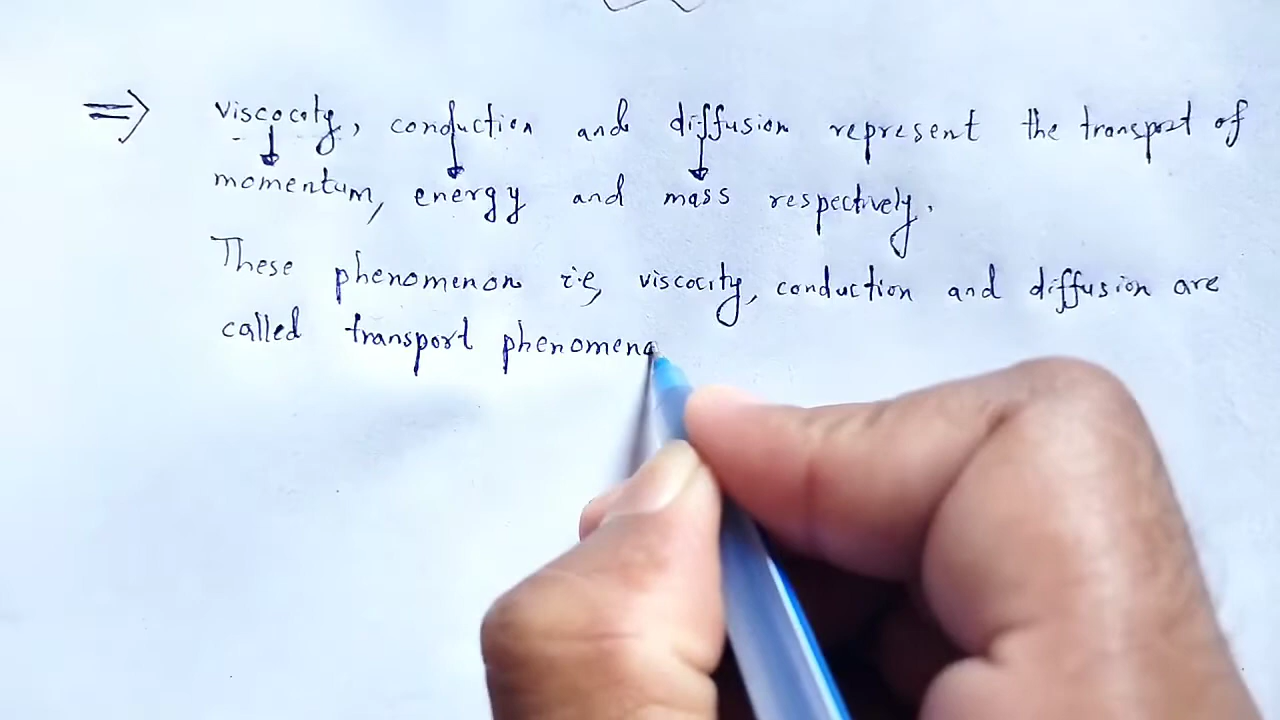 ⇒ viscocity, conduction and diffusion represent the transport of
momentum, energy and mass respectively.
These phenomenon i.e, viscocity, conduction and diffusion are
called transport phenomena